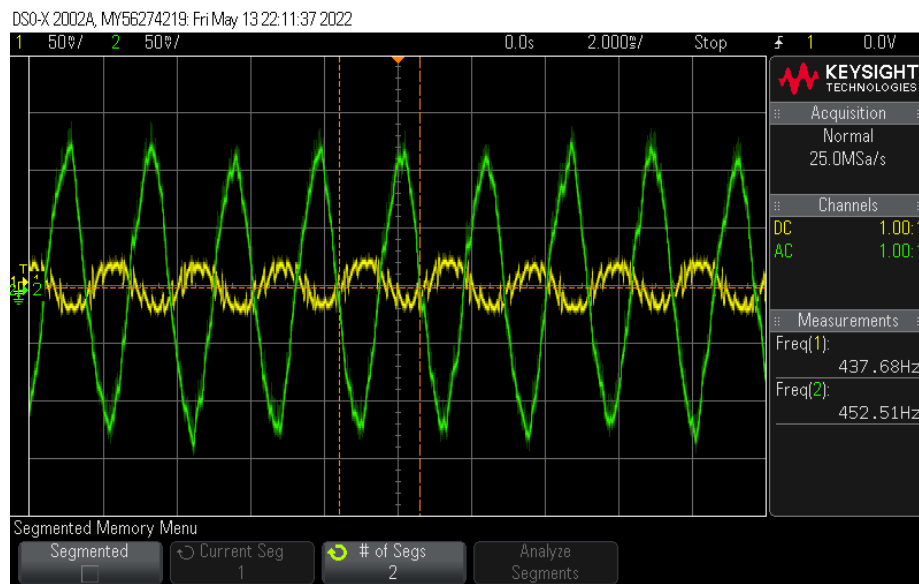 DSO-X 2002A, MY56274219: Fri May 13 22:11:37 2022
1 50mV/ 2 50mV/ 0.0s 2.000ms/ Stop 1 0.0V
KEYSIGHT
TECHNOLOGIES
Acquisition
Normal
25.0MSa/s
Channels
DC 1.00:1
AC 1.00:1
Measurements
Freq(1):
437.68Hz
Freq(2):
452.51Hz
T
1
2
Segmented Memory Menu
Segmented Current Seg # of Segs Analyze
1 2 Segments